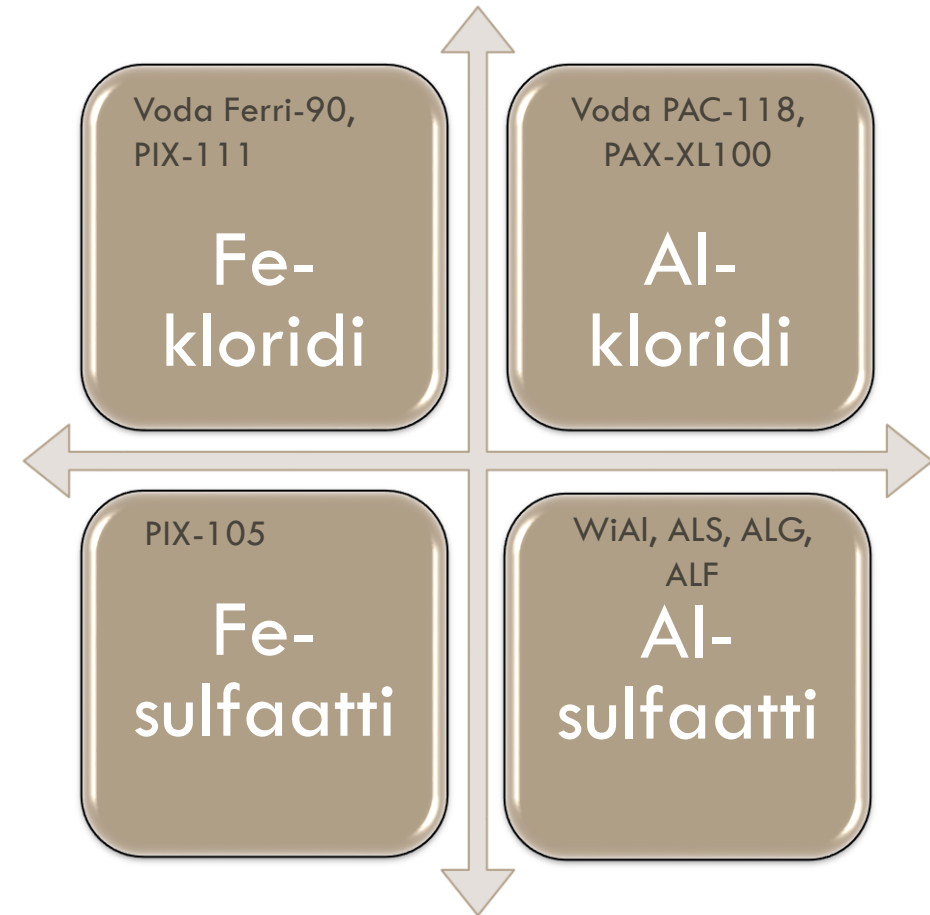 Voda Ferri-90,
PIX-111
Fe-
kloridi
Voda PAC-118,
PAX-XL100
Al-
kloridi
PIX-105
Fe-
sulfaatti
WiAl, ALS, ALG,
ALF
Al-
sulfaatti